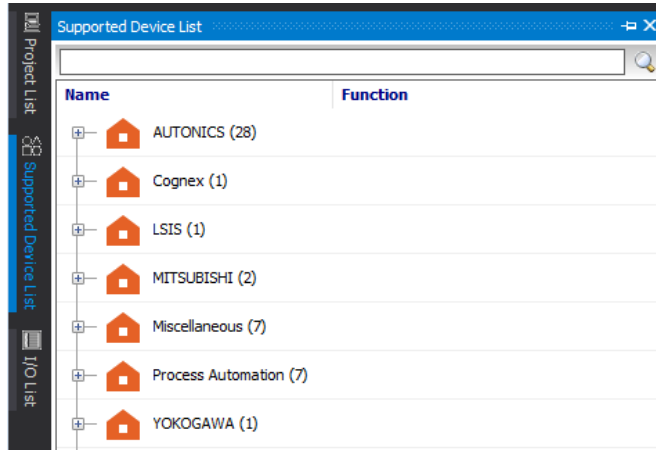 Project List
Supported Device List
I/O List
Supported Device List
Name Function
AUTONICS (28)
Cognex (1)
LSIS (1)
MITSUBISHI (2)
Miscellaneous (7)
Process Automation (7)
YOKOGAWA (1)